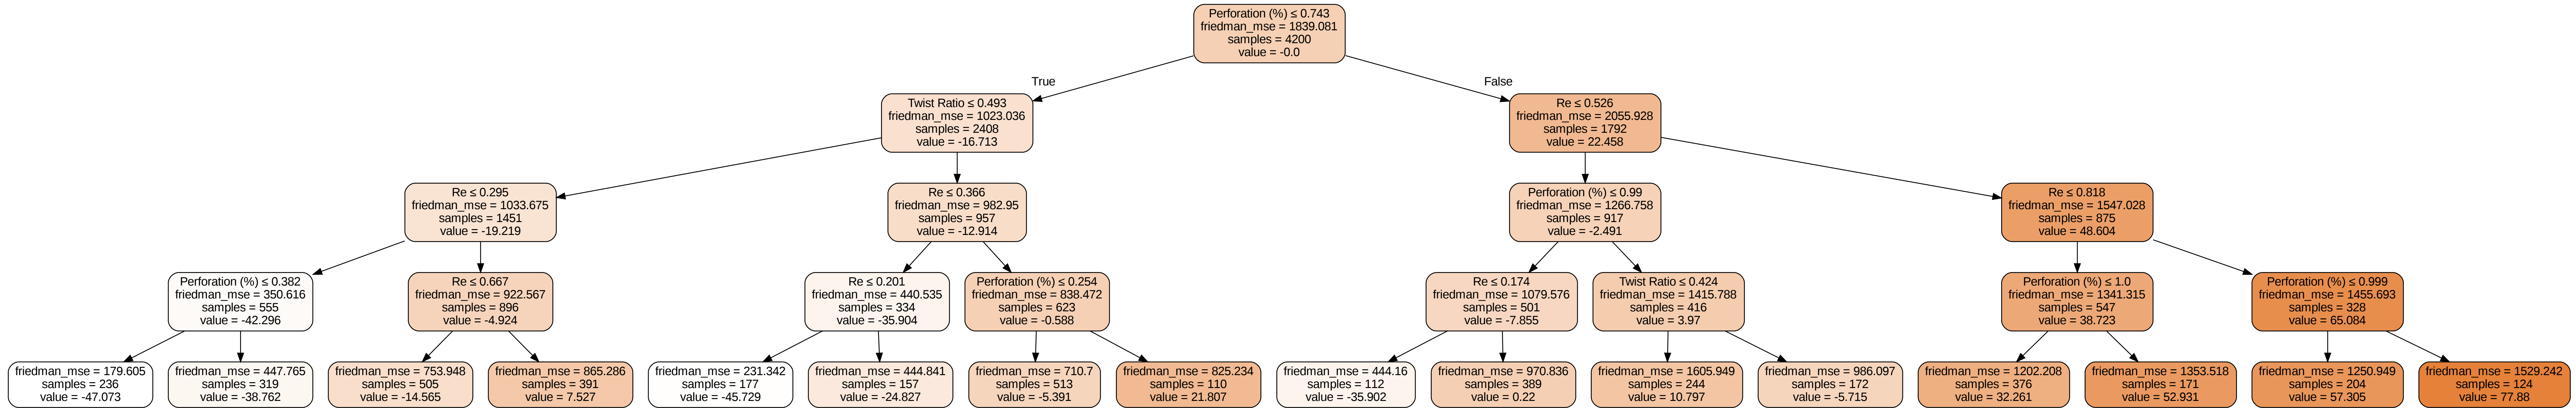 Perforation (%) ≤ 0.743
friedman_mse = 1839.081
samples = 4200
value = -0.0
True
False
Twist Ratio ≤ 0.493
friedman_mse = 1023.036
samples = 2408
value = -16.713
Re ≤ 0.526
friedman_mse = 2055.928
samples = 1792
value = 22.458
Re ≤ 0.295
friedman_mse = 1033.675
samples = 1451
value = -19.219
Re ≤ 0.366
friedman_mse = 982.95
samples = 957
value = -12.914
Perforation (%) ≤ 0.99
friedman_mse = 1266.758
samples = 917
value = -2.491
Re ≤ 0.818
friedman_mse = 1547.028
samples = 875
value = 48.604
Perforation (%) ≤ 0.382
friedman_mse = 350.616
samples = 555
value = -42.296
Re ≤ 0.667
friedman_mse = 922.567
samples = 896
value = -4.924
Re ≤ 0.201
friedman_mse = 440.535
samples = 334
value = -35.904
Perforation (%) ≤ 0.254
friedman_mse = 838.472
samples = 623
value = -0.588
Re ≤ 0.174
friedman_mse = 1079.576
samples = 501
value = -7.855
Twist Ratio ≤ 0.424
friedman_mse = 1415.788
samples = 416
value = 3.97
Perforation (%) ≤ 1.0
friedman_mse = 1341.315
samples = 547
value = 38.723
Perforation (%) ≤ 0.999
friedman_mse = 1455.693
samples = 328
value = 65.084
friedman_mse = 179.605
samples = 236
value = -47.073
friedman_mse = 447.765
samples = 319
value = -38.762
friedman_mse = 753.948
samples = 505
value = -14.565
friedman_mse = 865.286
samples = 391
value = 7.527
friedman_mse = 231.342
samples = 177
value = -45.729
friedman_mse = 444.841
samples = 157
value = -24.827
friedman_mse = 710.7
samples = 513
value = -5.391
friedman_mse = 825.234
samples = 110
value = 21.807
friedman_mse = 444.16
samples = 112
value = -35.902
friedman_mse = 970.836
samples = 389
value = 0.22
friedman_mse = 1605.949
samples = 244
value = 10.797
friedman_mse = 986.097
samples = 172
value = -5.715
friedman_mse = 1202.208
samples = 376
value = 32.261
friedman_mse = 1353.518
samples = 171
value = 52.931
friedman_mse = 1250.949
samples = 204
value = 57.305
friedman_mse = 1529.242
samples = 124
value = 77.88